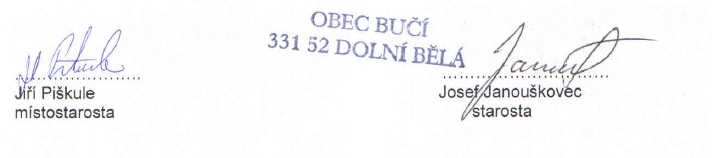 OBEC BUČÍ
331 52 DOLNÍ BĚLÁ
Jiří Piškule
místostarosta
Josef Janouškovec
starosta